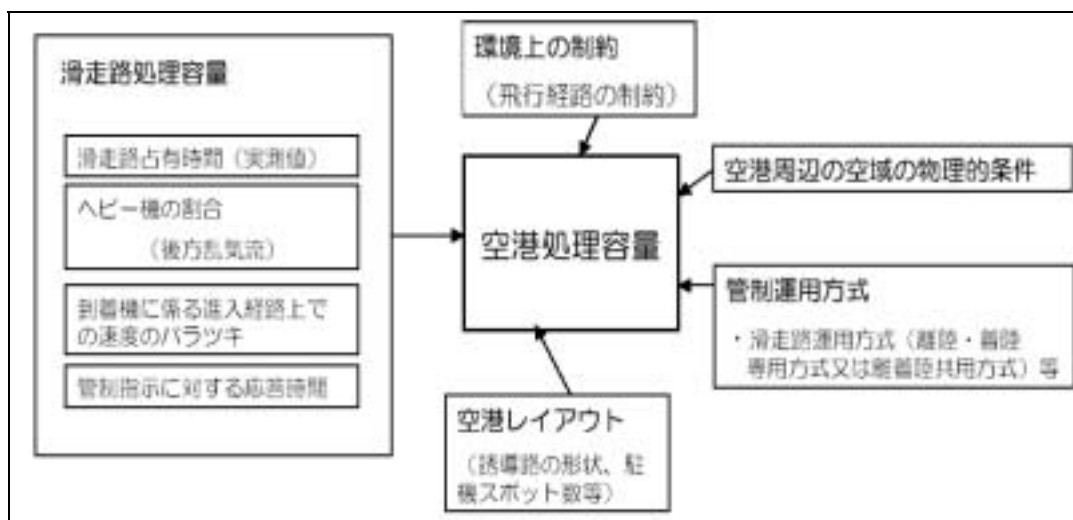 滑走路処理容量
滑走路占有時間（実測値）
ヘビー機の割合
（後方乱気流）
到着機に係る進入経路上で
の速度のバラツキ
管制指示に対する応答時間
環境上の制約
（飛行経路の制約）
空港処理容量
空港周辺の空域の物理的条件
管制運用方式
・滑走路運用方式（離陸・着陸
専用方式又は離着陸共用方式）等
空港レイアウト
（誘導路の形状、駐
機スポット数等）